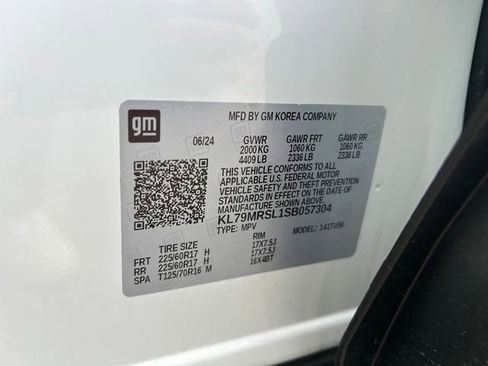 gm
MFD BY GM KOREA COMPANY
06/24 GVWR GAWR FRT GAWR RR
2000 KG 1060 KG 1060 KG
4409 LB 2336 LB 2336 LB
THIS VEHICLE CONFORMS TO ALL
APPLICABLE U.S. FEDERAL MOTOR
VEHICLE SAFETY AND THEFT PREVENTION
STANDARDS IN EFFECT ON THE DATE OF
MANUFACTURE SHOWN ABOVE.
KL79MRSL1SB057304
TYPE: MPV MODEL: 141TU56
TIRE SIZE RIM
FRT 225/60R17 H 17X7.5J
RR 225/60R17 H 17X7.5J
SPA T125/70R16 M 16X4BT